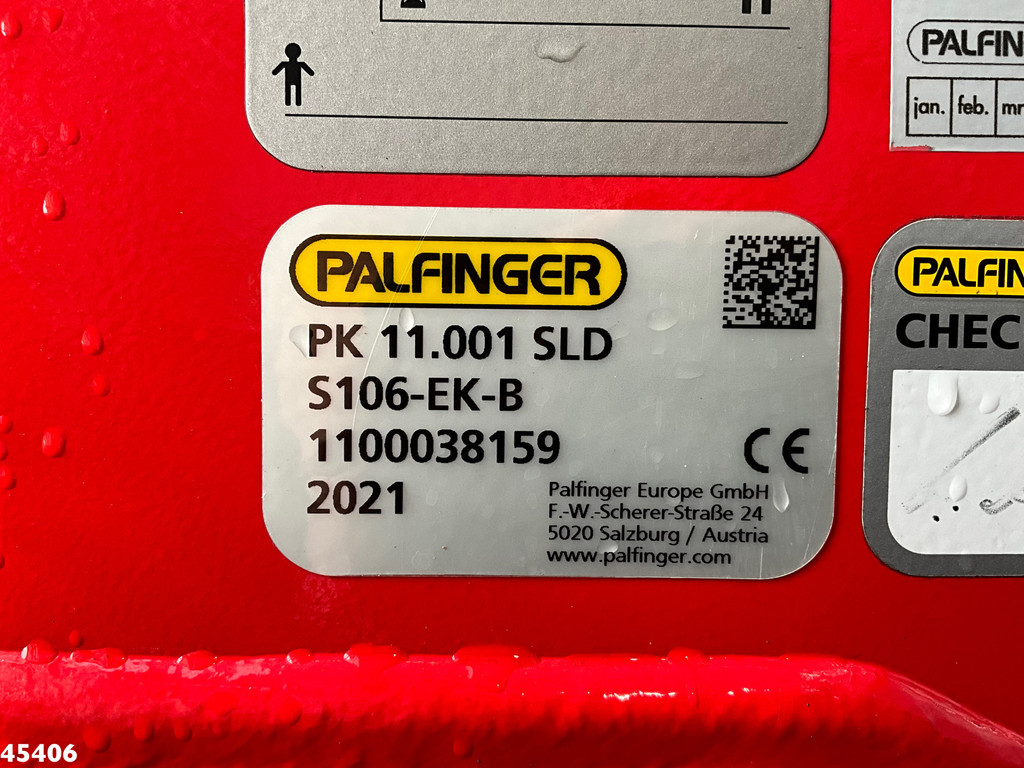 PALFIN
jan. feb.
PALFINGER
PK 11.001 SLD
S106-EK-B
1100038159
2021
CE
Palfinger Europe GmbH
F.-W.-Scherer-Straße 24
5020 Salzburg / Austria
www.palfinger.com
PALFIN
CHEC
45406